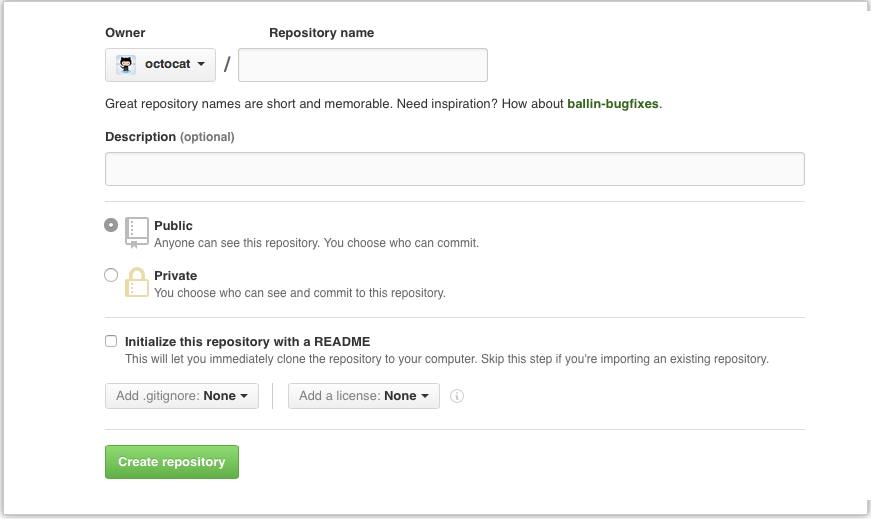 Owner Repository name
octocat /
Great repository names are short and memorable. Need inspiration? How about ballin-bugfixes.
Description (optional)
Public
Anyone can see this repository. You choose who can commit.
Private
You choose who can see and commit to this repository.
Initialize this repository with a README
This will let you immediately clone the repository to your computer. Skip this step if you're importing an existing repository.
Add .gitignore: None Add a license: None
Create repository